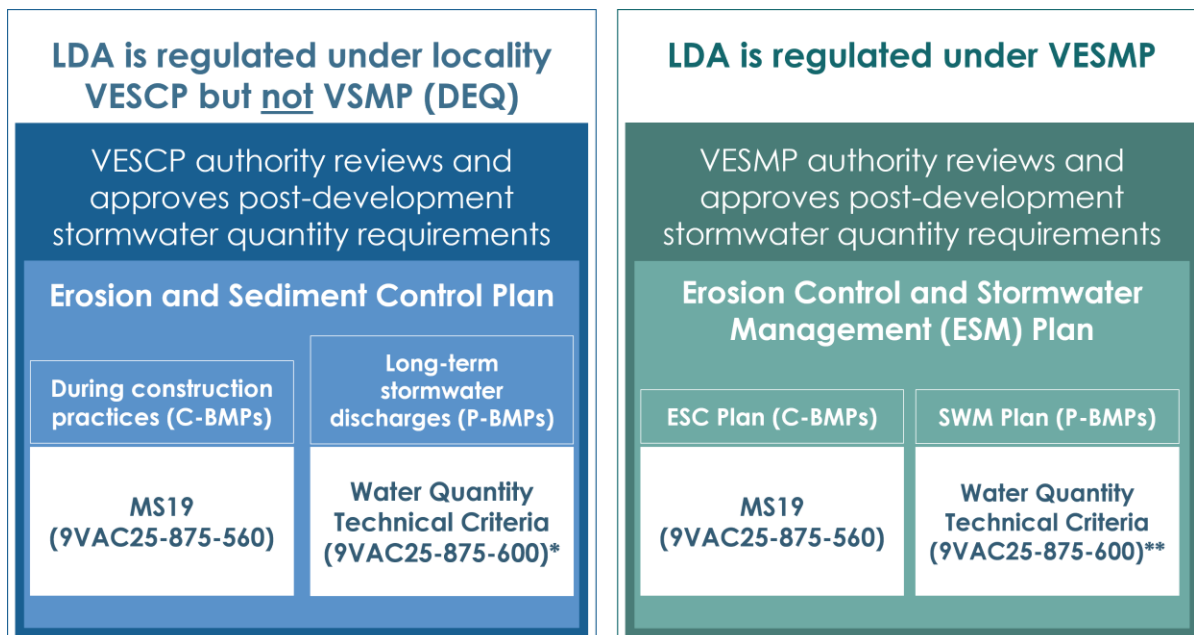 LDA is regulated under locality
VESCP but not VSMP (DEQ)
VESCP authority reviews and
approves post-development
stormwater quantity requirements
Erosion and Sediment Control Plan
During construction
practices (C-BMPs)
MS19
(9VAC25-875-560)
Long-term
stormwater
discharges (P-BMPs)
Water Quantity
Technical Criteria
(9VAC25-875-600)*
LDA is regulated under VESMP
VESMP authority reviews and
approves post-development
stormwater quantity requirements
Erosion Control and Stormwater
Management (ESM) Plan
ESC Plan (C-BMPs)
MS19
(9VAC25-875-560)
SWM Plan (P-BMPs)
Water Quantity
Technical Criteria
(9VAC25-875-600)**